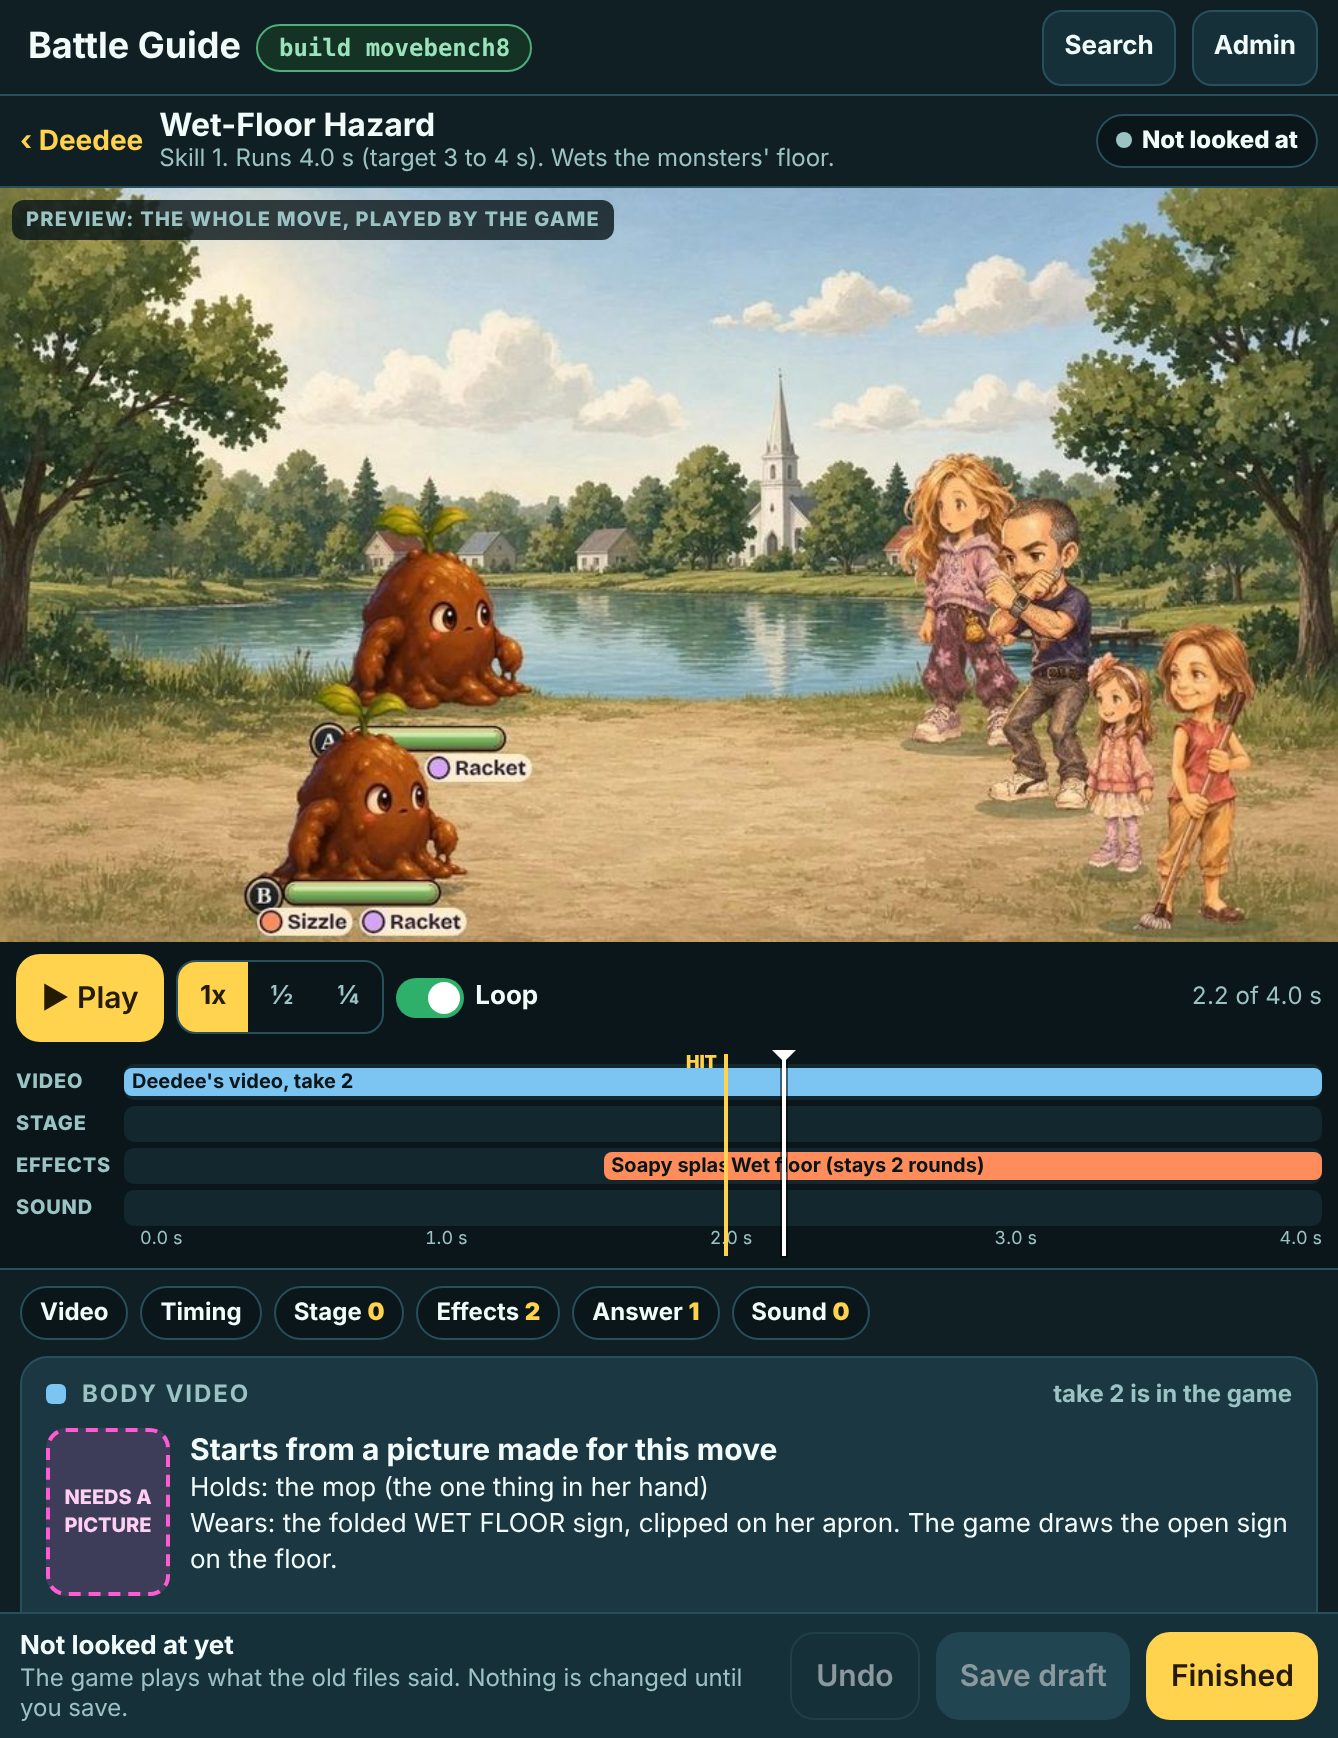 Battle Guide
build movebench8
Search
Admin
‹ Deedee
Wet-Floor Hazard
Skill 1. Runs 4.0 s (target 3 to 4 s). Wets the monsters' floor.
Not looked at
PREVIEW: THE WHOLE MOVE, PLAYED BY THE GAME
A
Racket
B
Sizzle
Racket
▶ Play
1x
½
¼
Loop
2.2 of 4.0 s
HIT
VIDEO
Deedee's video, take 2
STAGE
EFFECTS
Soapy splas
Wet floor (stays 2 rounds)
SOUND
0.0 s
1.0 s
2.0 s
3.0 s
4.0 s
Video
Timing
Stage 0
Effects 2
Answer 1
Sound 0
BODY VIDEO
take 2 is in the game
NEEDS A
PICTURE
Starts from a picture made for this move
Holds: the mop (the one thing in her hand)
Wears: the folded WET FLOOR sign, clipped on her apron. The game draws the open sign
on the floor.
Not looked at yet
The game plays what the old files said. Nothing is changed until
you save.
Undo
Save draft
Finished